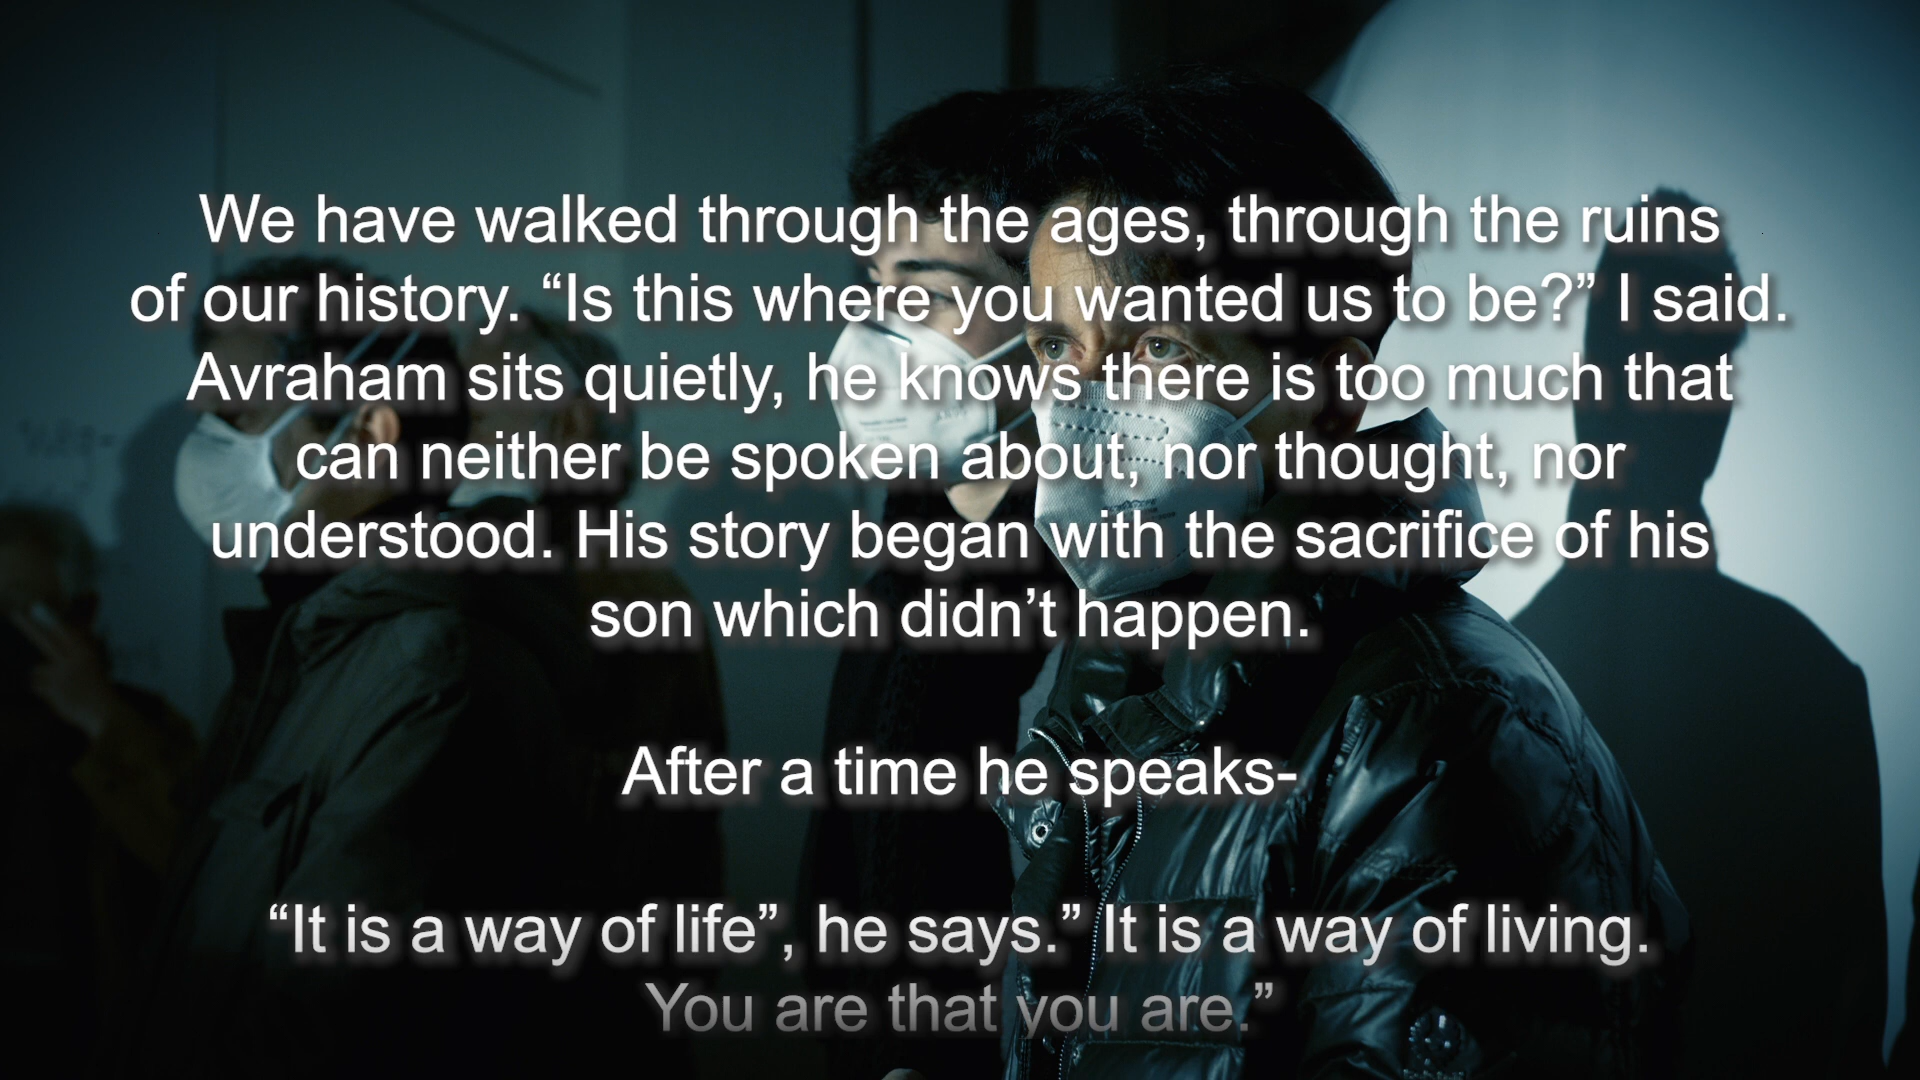 We have walked through the ages, through the ruins
of our history. “Is this where you wanted us to be?” I said.
Avraham sits quietly, he knows there is too much that
can neither be spoken about, nor thought, nor
understood. His story began with the sacrifice of his
son which didn’t happen.
After a time he speaks-
“It is a way of life”, he says.” It is a way of living.
You are that you are.”